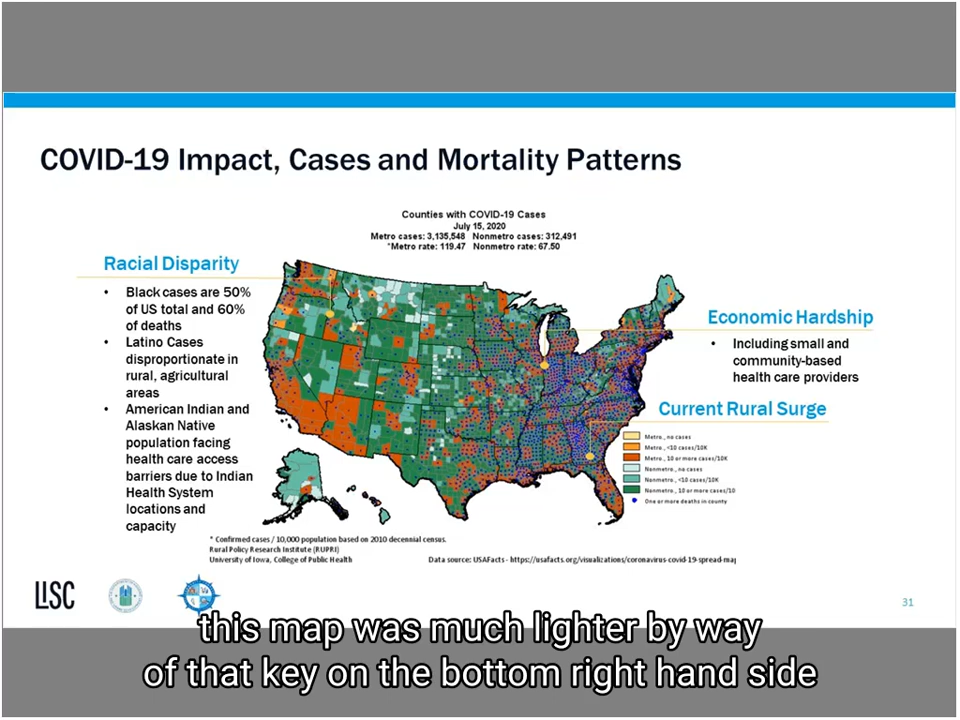 COVID-19 Impact, Cases and Mortality Patterns
Counties with COVID-19 Cases
July 15, 2020
Metro cases: 3,135,548 Nonmetro cases: 312,491
*Metro rate: 119.47 Nonmetro rate: 67.50
Racial Disparity
• Black cases are 50%
of US total and 60%
of deaths
• Latino Cases
disproportionate in
rural, agricultural
areas
• American Indian and
Alaskan Native
population facing
health care access
barriers due to Indian
Health System
locations and
capacity
Economic Hardship
• Including small and
community-based
health care providers
Current Rural Surge
Metro, no cases
Metro, <10 cases/10K
Metro, 10 or more cases/10K
Nonmetro, no cases
Nonmetro, <10 cases/10K
Nonmetro, 10 or more cases/10
One or more deaths in county
* Confirmed cases / 10,000 population based on 2010 decennial census.
Rural Policy Research Institute (RUPRI)
University of Iowa, College of Public Health
Data source: USAFacts - https://usafacts.org/visualizations/coronavirus-covid-19-spread-map
LISC
31
this map was much lighter by way
of that key on the bottom right hand side